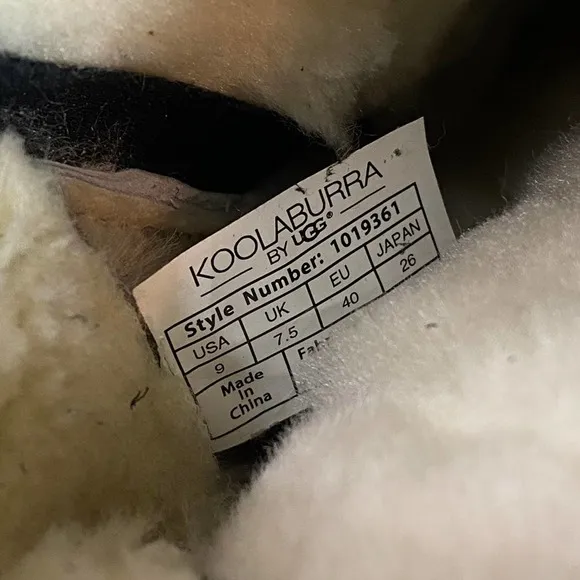 KOOLABURRA
BY UGG®
Style Number: 1019361
USA UK EU JAPAN
9 7.5 40 26
Made
In
China